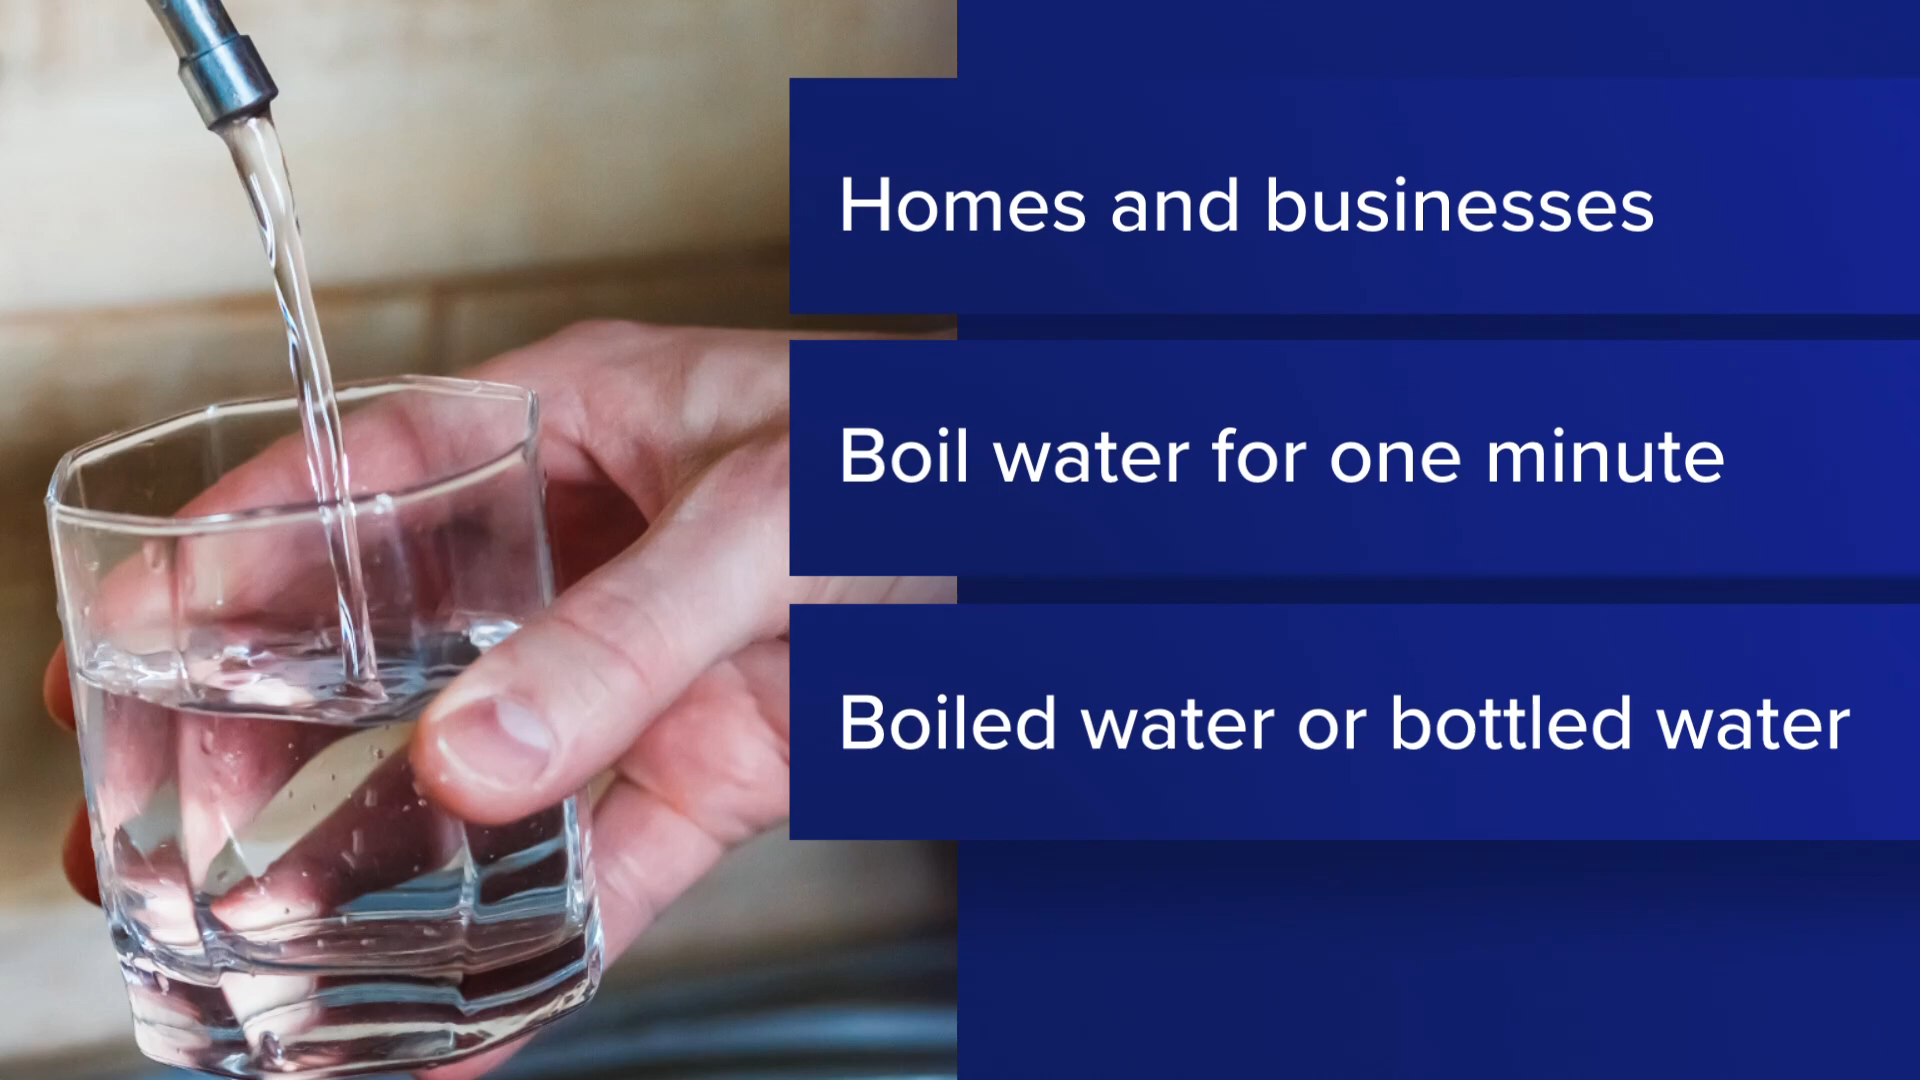 Homes and businesses
Boil water for one minute
Boiled water or bottled water